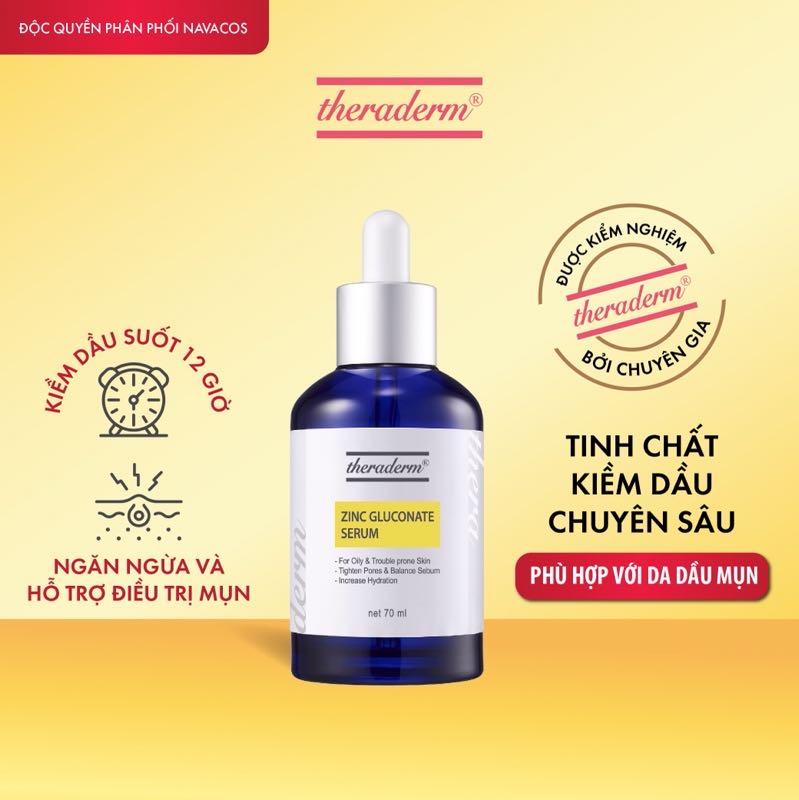 ĐỘC QUYỀN PHÂN PHỐI NAVACOS
theraderm®
ĐƯỢC KIỂM NGHIỆM
theraderm®
BỞI CHUYÊN GIA
KIỀM DẦU SUỐT 12 GIỜ
NGĂN NGỪA VÀ
HỖ TRỢ ĐIỀU TRỊ MỤN
theraderm®
ZINC GLUCONATE
SERUM
- For Oily & Trouble prone Skin
- Tighten Pores & Balance Sebum
- Increase Hydration
net 70 ml
derm
thera
TINH CHẤT
KIỀM DẦU
CHUYÊN SÂU
PHÙ HỢP VỚI DA DẦU MỤN